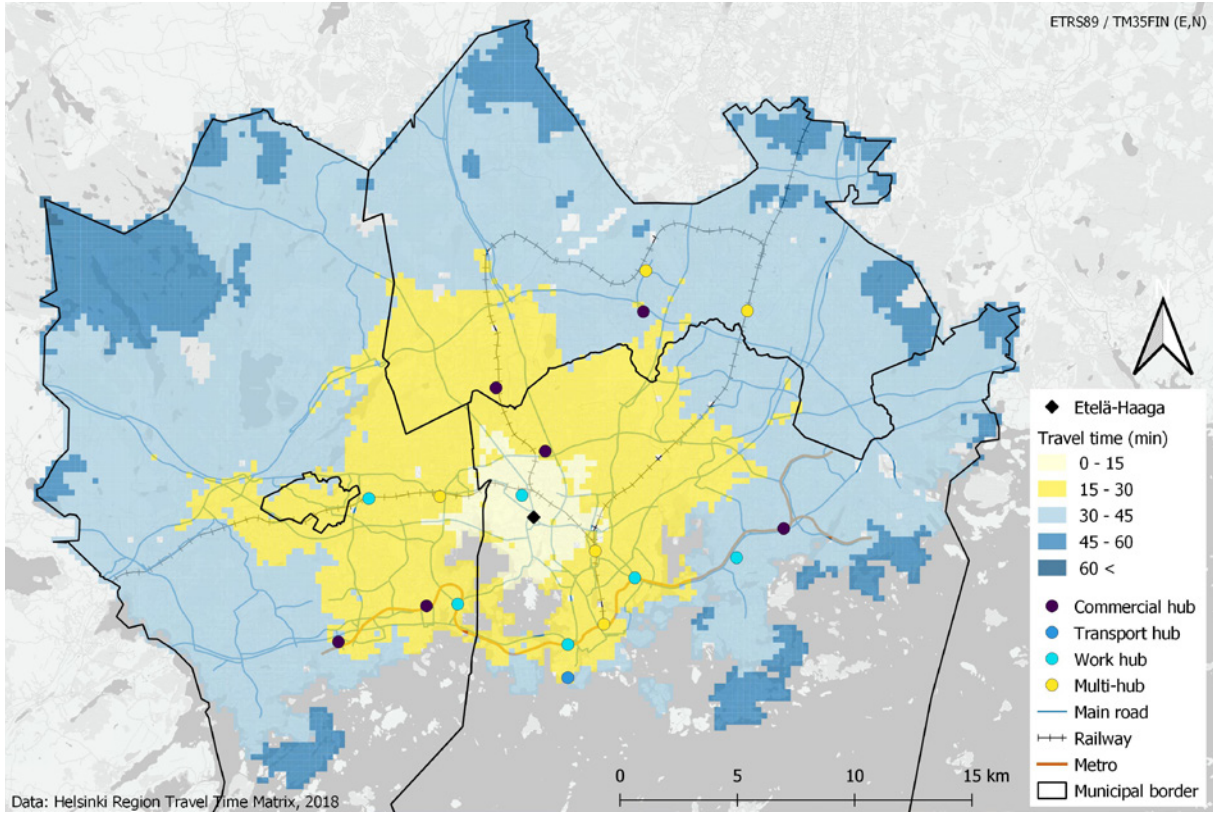 ETRS89 / TM35FIN (E,N)
N
Etelä-Haaga
Travel time (min)
0 - 15
15 - 30
30 - 45
45 - 60
60 <
Commercial hub
Transport hub
Work hub
Multi-hub
Main road
Railway
Metro
Municipal border
0 5 10 15 km
Data: Helsinki Region Travel Time Matrix, 2018